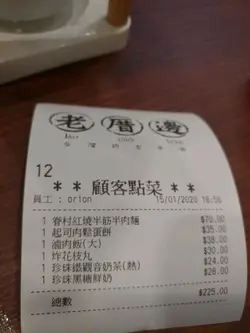 老厝邊
12
** 顧客點菜 **
員工 : orion 15/01/2020 18:56
1 眷村紅燒半筋半肉麵 $70.00
1 起司肉鬆蛋餅 $35.00
1 滷肉飯(大) $38.00
1 炸花枝丸 $30.00
1 珍珠鐵觀音奶茶(熱) $24.00
1 珍珠黑糖鮮奶 $28.00
總數 $225.00